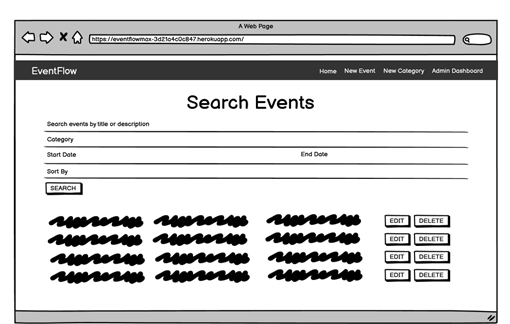 A Web Page
https://eventflowmax-3d21a4c0c847.herokuapp.com/
EventFlow Home New Event New Category Admin Dashboard
Search Events
Search events by title or description
Category
Start Date End Date
Sort By
SEARCH
EDIT DELETE
EDIT DELETE
EDIT DELETE
EDIT DELETE